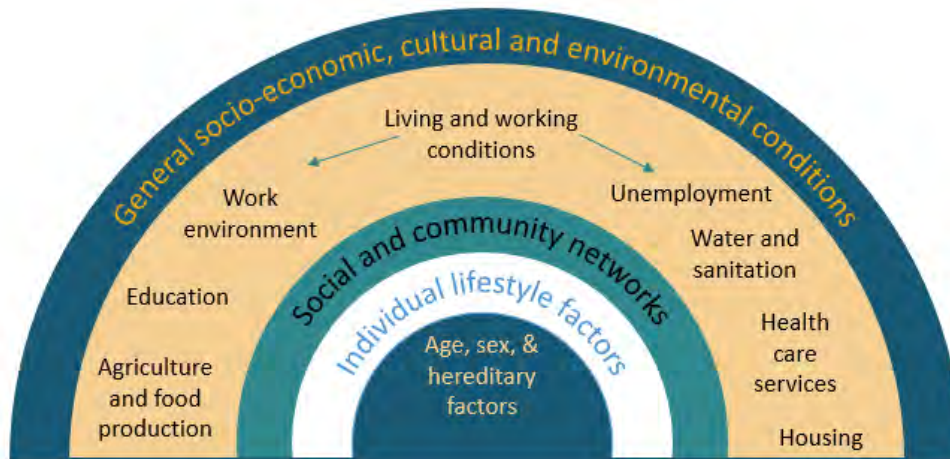 General socio-economic, cultural and environmental conditions
Living and working
conditions
Work
environment
Unemployment
Education
Water and
sanitation
Agriculture
and food
production
Health
care
services
Housing
Social and community networks
Individual lifestyle factors
Age, sex, &
hereditary
factors